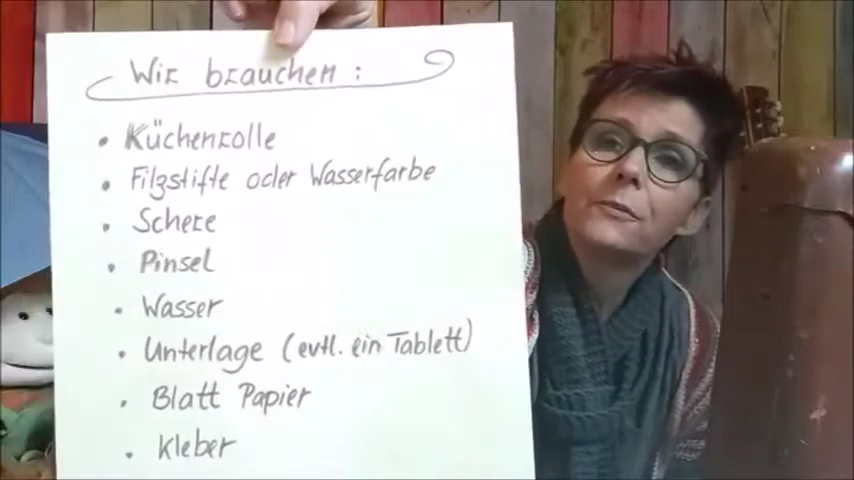 Wir brauchen :
• Küchenrolle
• Filzstifte oder Wasserfarbe
• Schere
• Pinsel
• Wasser
• Unterlage (evtl. ein Tablett)
• Blatt Papier
• Kleber